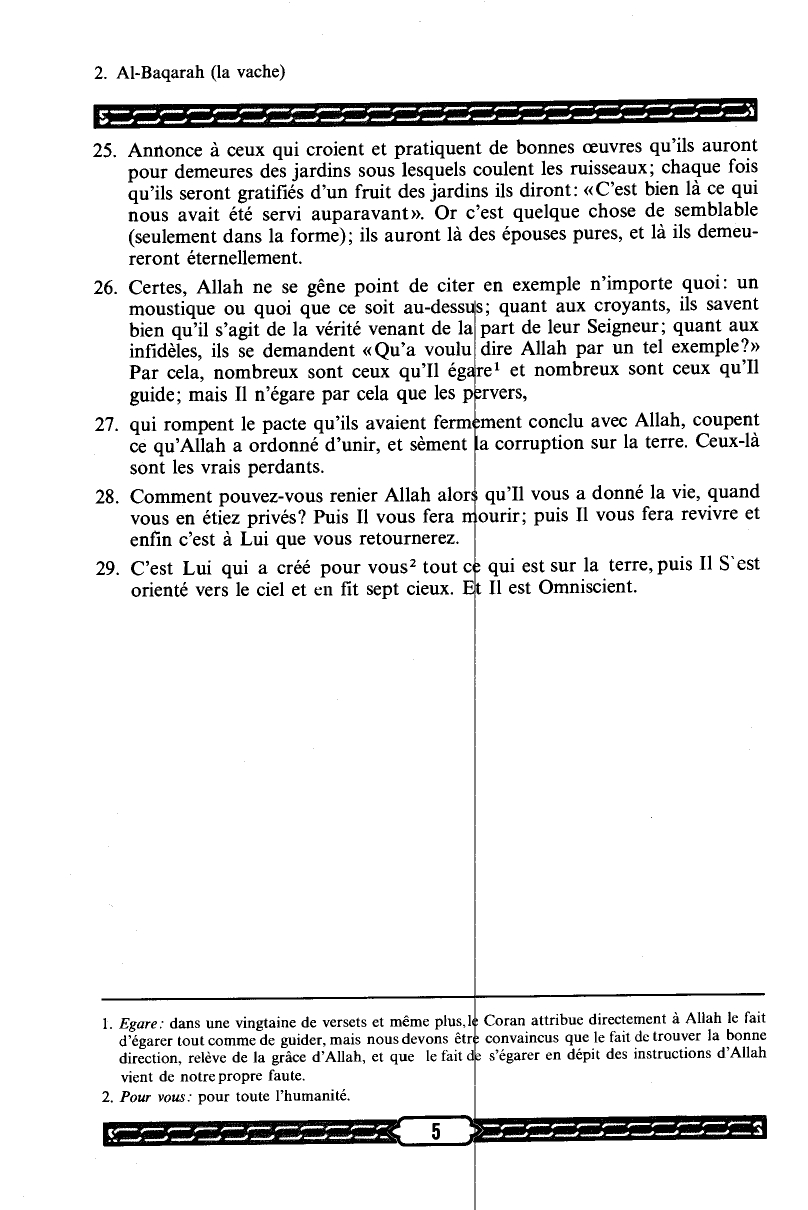 2. Al-Baqarah (la vache)
25. Annonce à ceux qui croient et pratiquent de bonnes œuvres qu'ils auront
pour demeures des jardins sous lesquels coulent les ruisseaux; chaque fois
qu'ils seront gratifiés d'un fruit des jardins ils diront: «C'est bien là ce qui
nous avait été servi auparavant». Or c'est quelque chose de semblable
(seulement dans la forme); ils auront là des épouses pures, et là ils demeu-
reront éternellement.
26. Certes, Allah ne se gêne point de citer en exemple n'importe quoi: un
moustique ou quoi que ce soit au-dessus; quant aux croyants, ils savent
bien qu'il s'agit de la vérité venant de la part de leur Seigneur; quant aux
infidèles, ils se demandent «Qu'a voulu dire Allah par un tel exemple?»
Par cela, nombreux sont ceux qu'Il égare¹ et nombreux sont ceux qu'Il
guide; mais Il n'égare par cela que les pervers,
27. qui rompent le pacte qu'ils avaient fermement conclu avec Allah, coupent
ce qu'Allah a ordonné d'unir, et sèment la corruption sur la terre. Ceux-là
sont les vrais perdants.
28. Comment pouvez-vous renier Allah alors qu'Il vous a donné la vie, quand
vous en étiez privés? Puis Il vous fera mourir; puis Il vous fera revivre et
enfin c'est à Lui que vous retournerez.
29. C'est Lui qui a créé pour vous² tout ce qui est sur la terre, puis Il S'est
orienté vers le ciel et en fit sept cieux. Et Il est Omniscient.
1. Egare: dans une vingtaine de versets et même plus, le Coran attribue directement à Allah le fait
d'égarer tout comme de guider, mais nous devons être convaincus que le fait de trouver la bonne
direction, relève de la grâce d'Allah, et que le fait de s'égarer en dépit des instructions d'Allah
vient de notre propre faute.
2. Pour vous: pour toute l'humanité.
5